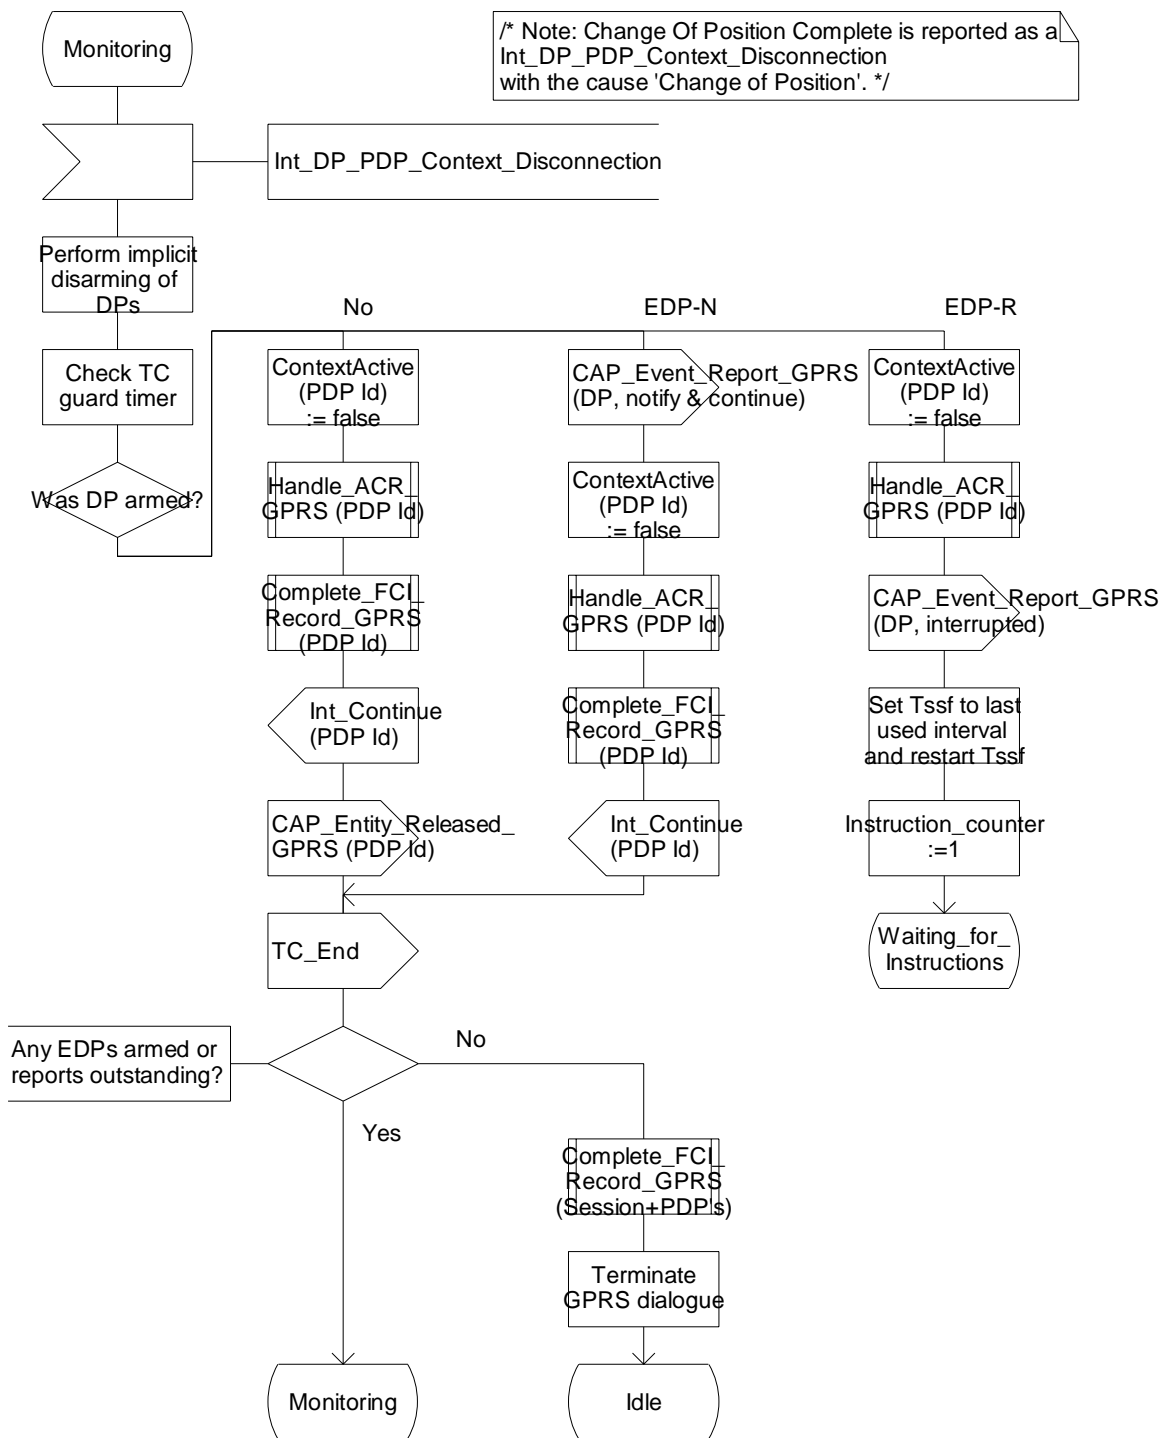 Monitoring
/* Note: Change Of Position Complete is reported as a
Int_DP_PDP_Context_Disconnection
with the cause 'Change of Position'. */
Int_DP_PDP_Context_Disconnection
Perform implicit
disarming of
DPs
Check TC
guard timer
Was DP armed?
No
EDP-N
EDP-R
ContextActive
(PDP Id)
:= false
Handle_ACR_
GPRS (PDP Id)
Complete_FCI_
Record_GPRS
(PDP Id)
Int_Continue
(PDP Id)
CAP_Entity_Released_
GPRS (PDP Id)
CAP_Event_Report_GPRS
(DP, notify & continue)
ContextActive
(PDP Id)
:= false
Handle_ACR_
GPRS (PDP Id)
Complete_FCI_
Record_GPRS
(PDP Id)
Int_Continue
(PDP Id)
ContextActive
(PDP Id)
:= false
Handle_ACR_
GPRS (PDP Id)
CAP_Event_Report_GPRS
(DP, interrupted)
Set Tssf to last
used interval
and restart Tssf
Instruction_counter
:=1
Waiting_for_
Instructions
TC_End
Any EDPs armed or
reports outstanding?
No
Yes
Complete_FCI_
Record_GPRS
(Session+PDP's)
Terminate
GPRS dialogue
Monitoring
Idle